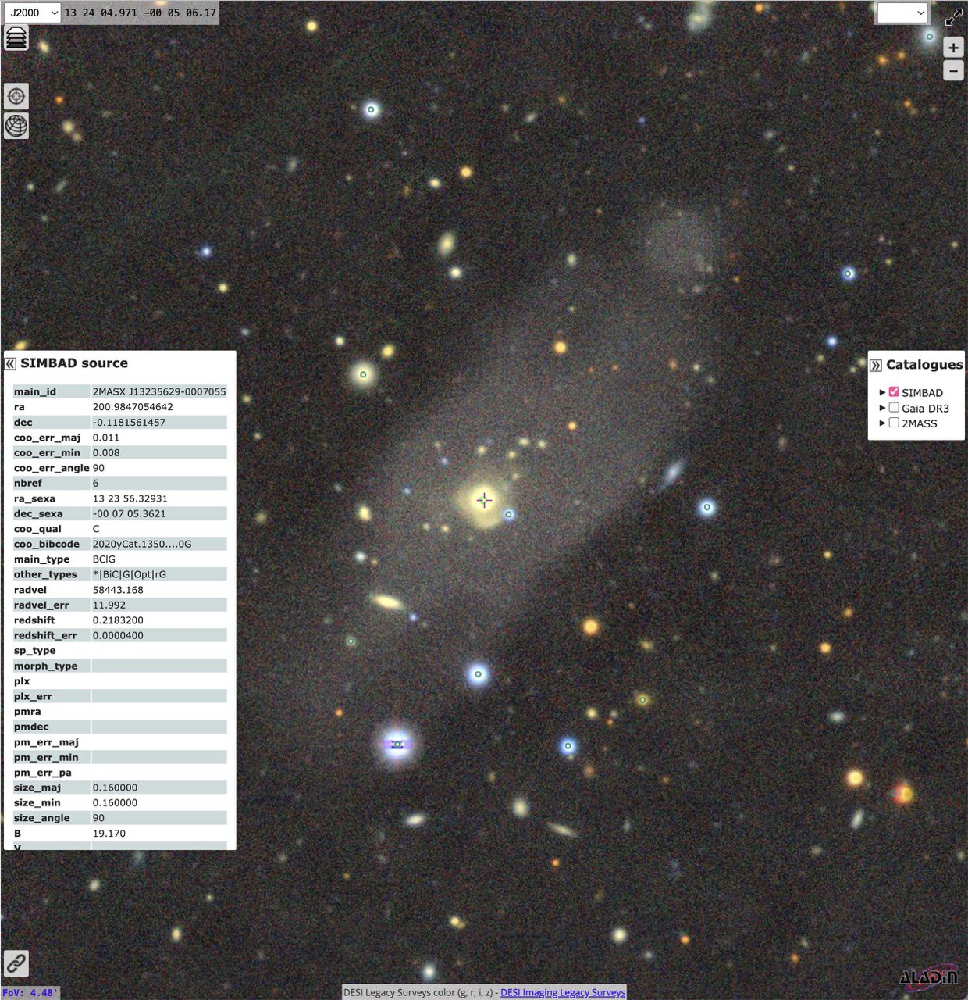 J2000 13 24 04.971 -00 05 06.17
SIMBAD source
main_id 2MASX J13235629-0007055
ra 200.9847054642
dec -0.1181561457
coo_err_maj 0.011
coo_err_min 0.008
coo_err_angle 90
nbref 6
ra_sexa 13 23 56.32931
dec_sexa -00 07 05.3621
coo_qual C
coo_bibcode 2020yCat.1350....0G
main_type BClG
other_types *|BiC|G|Opt|rG
radvel 58443.168
radvel_err 11.992
redshift 0.2183200
redshift_err 0.0000400
sp_type
morph_type
plx
plx_err
pmra
pmdec
pm_err_maj
pm_err_min
pm_err_pa
size_maj 0.160000
size_min 0.160000
size_angle 90
B 19.170
V
Catalogues
SIMBAD
Gaia DR3
2MASS
FoV: 4.48'
DESI Legacy Surveys color (g, r, i, z) - DESI Imaging Legacy Surveys
ALADIN